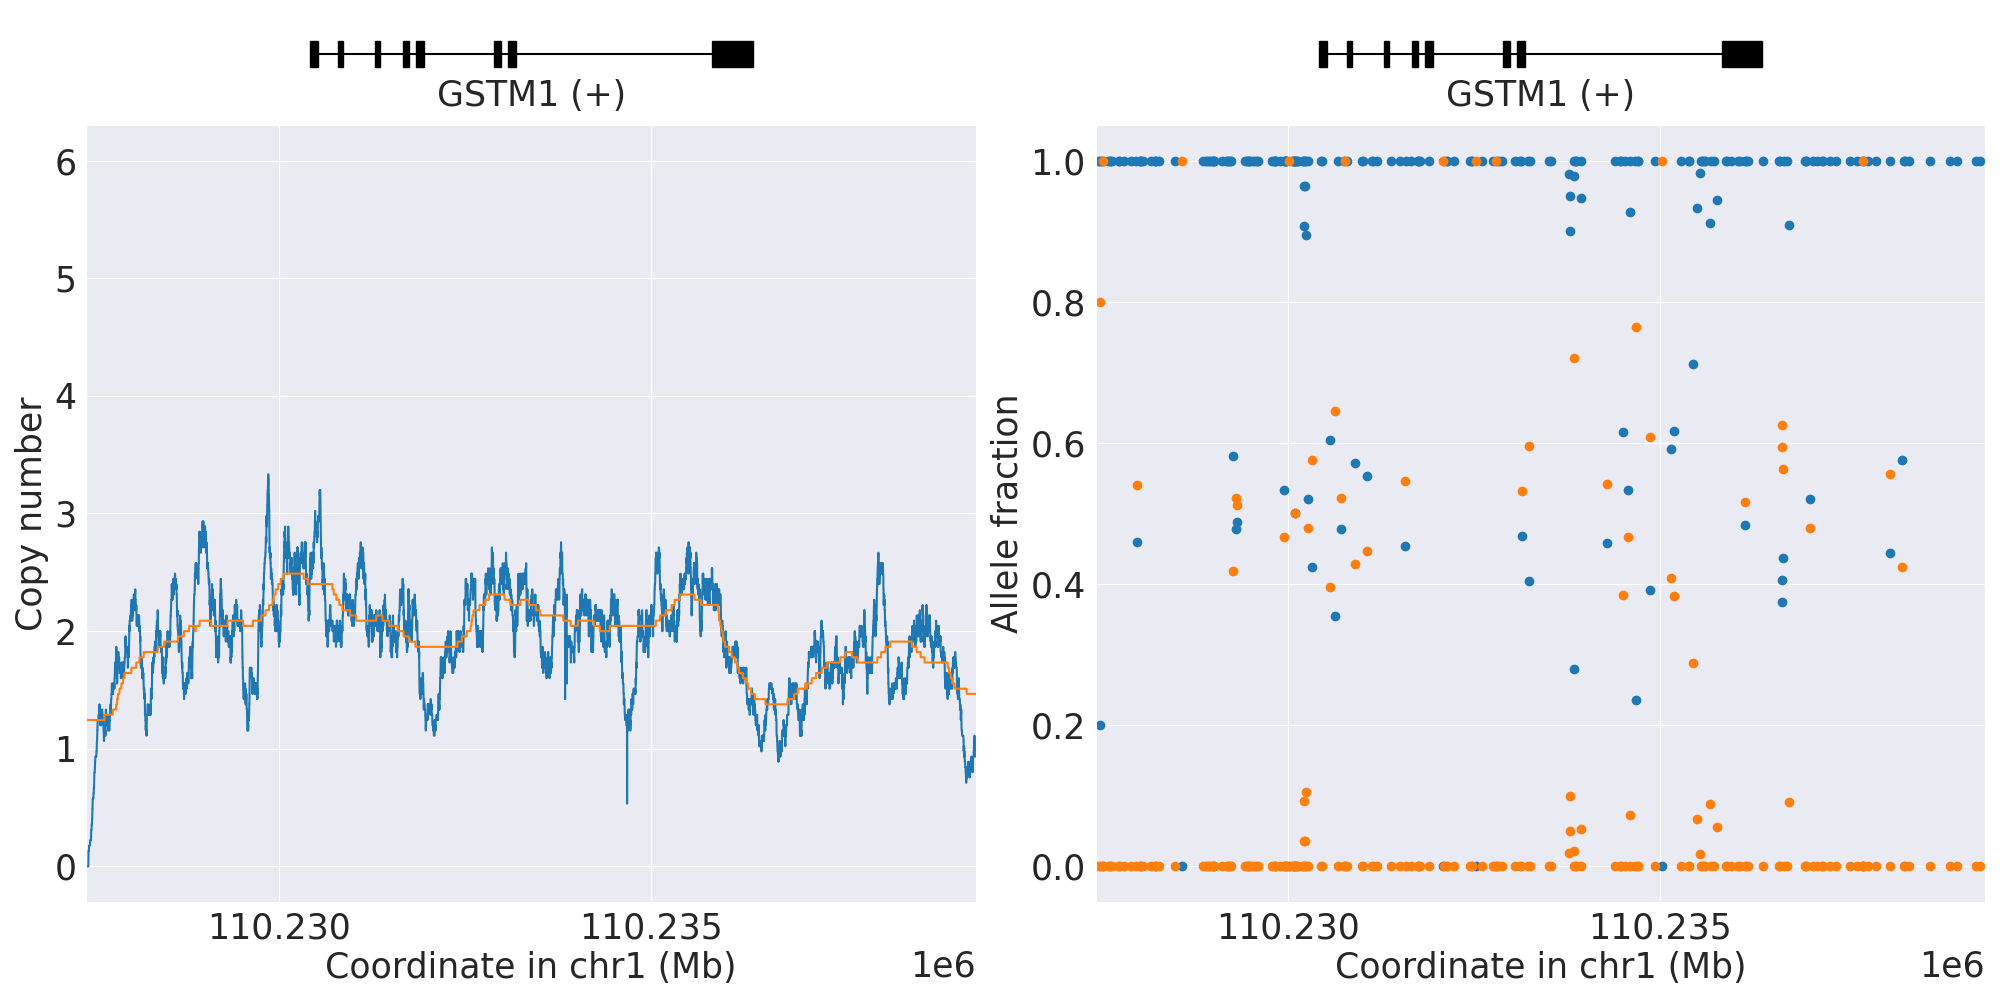 GSTM1 (+)
GSTM1 (+)
Copy number
6
5
4
3
2
1
0
110.230
110.235
Coordinate in chr1 (Mb)
1e6
Allele fraction
1.0
0.8
0.6
0.4
0.2
0.0
110.230
110.235
Coordinate in chr1 (Mb)
1e6